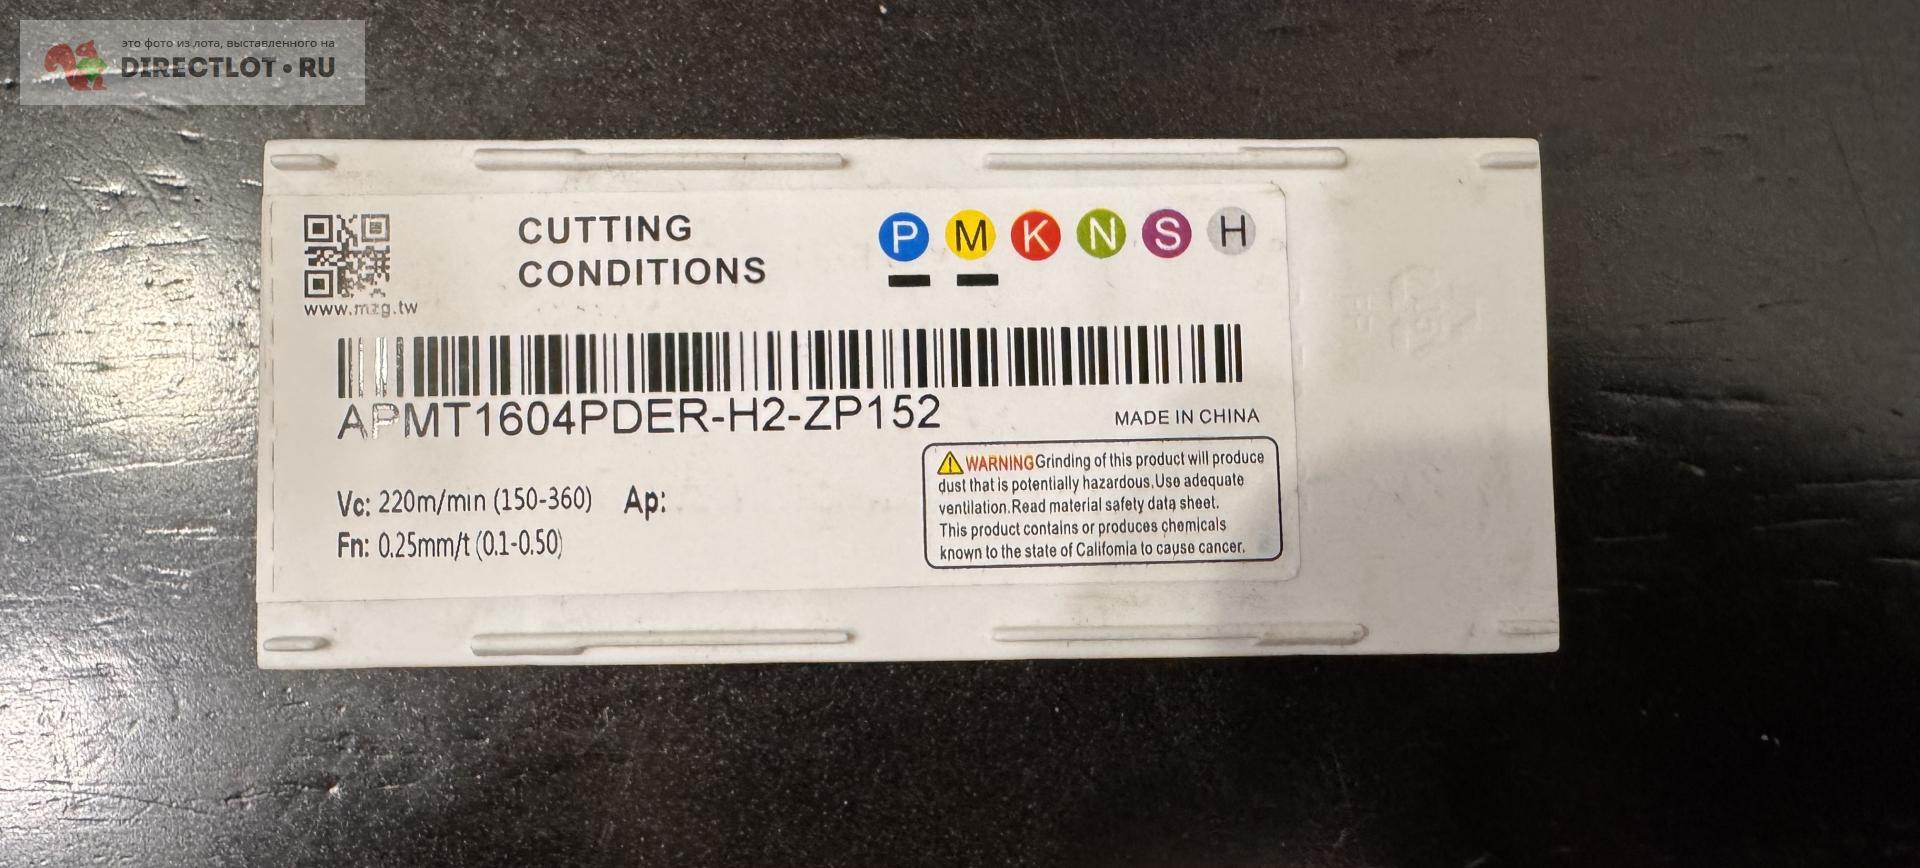 это фото из лота, выставленного на
DIRECTLOT • RU
CUTTING
CONDITIONS
P M K N S H
www.mzg.tw
APMT1604PDER-H2-ZP152
MADE IN CHINA
Vc: 220m/min (150-360) Ap:
Fn: 0.25mm/t (0.1-0.50)
WARNING Grinding of this product will produce
dust that is potentially hazardous.Use adequate
ventilation.Read material safety data sheet.
This product contains or produces chemicals
known to the state of Califomia to cause cancer.